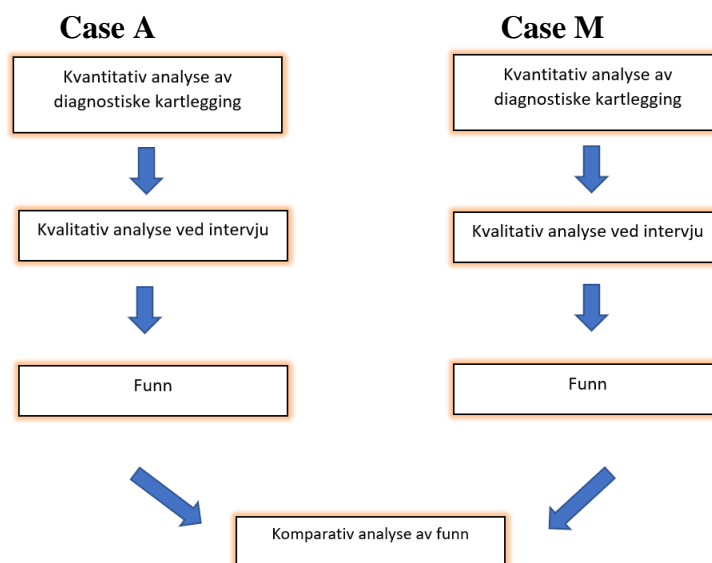 Case A
Kvantitativ analyse av
diagnostiske kartlegging
Kvalitativ analyse ved intervju
Funn
Case M
Kvantitativ analyse av
diagnostiske kartlegging
Kvalitativ analyse ved intervju
Funn
Komparativ analyse av funn